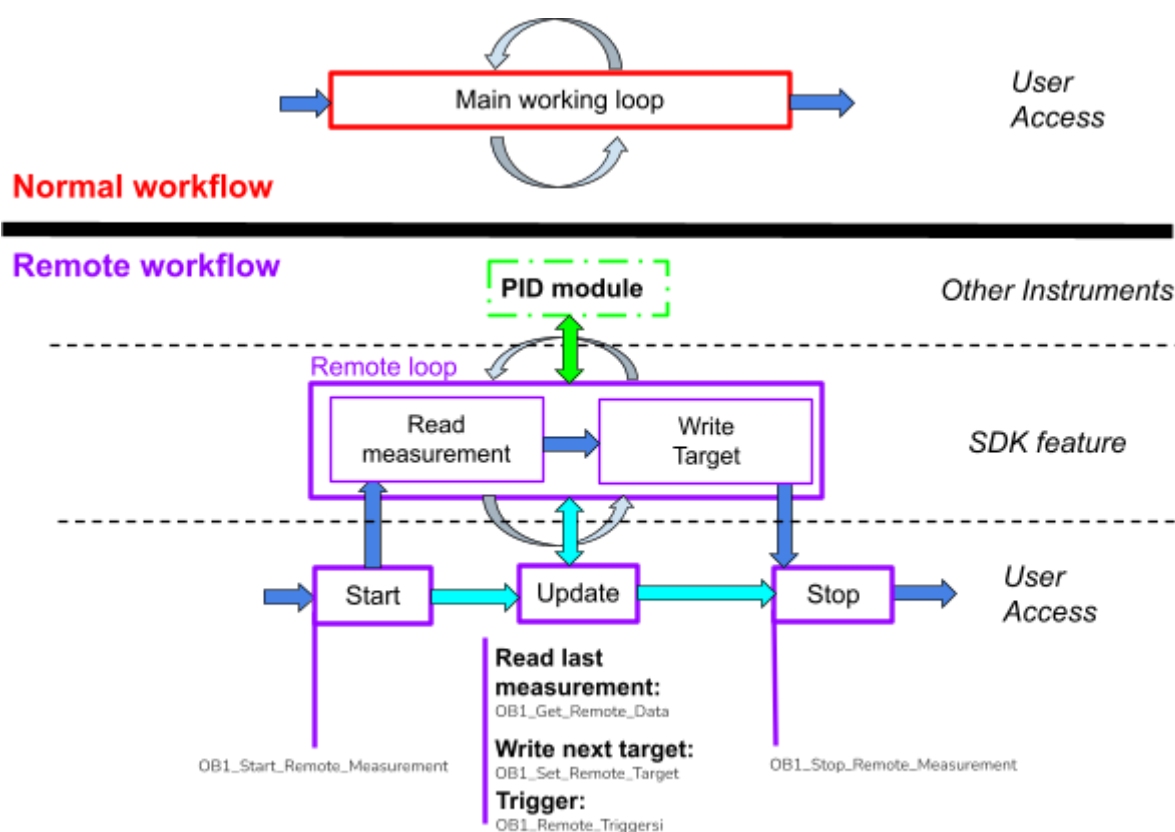 Main working loop
User
Access
Normal workflow
Remote workflow
PID module
Other Instruments
Remote loop
Read
measurement
Write
Target
SDK feature
Start
Update
Stop
User
Access
Read last
measurement:
OB1_Get_Remote_Data
OB1_Start_Remote_Measurement
Write next target:
OB1_Set_Remote_Target
OB1_Stop_Remote_Measurement
Trigger:
OB1_Remote_Triggersi